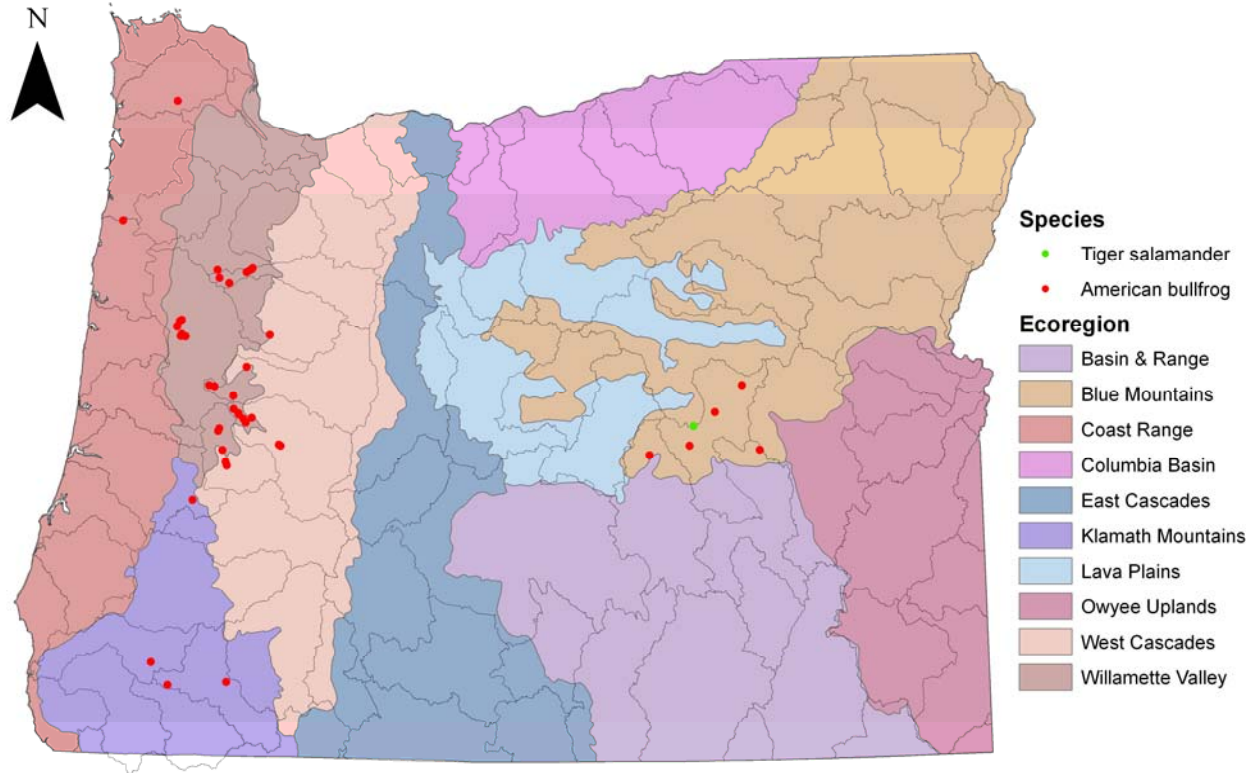 N
Species
Tiger salamander
American bullfrog
Ecoregion
Basin & Range
Blue Mountains
Coast Range
Columbia Basin
East Cascades
Klamath Mountains
Lava Plains
Owyee Uplands
West Cascades
Willamette Valley